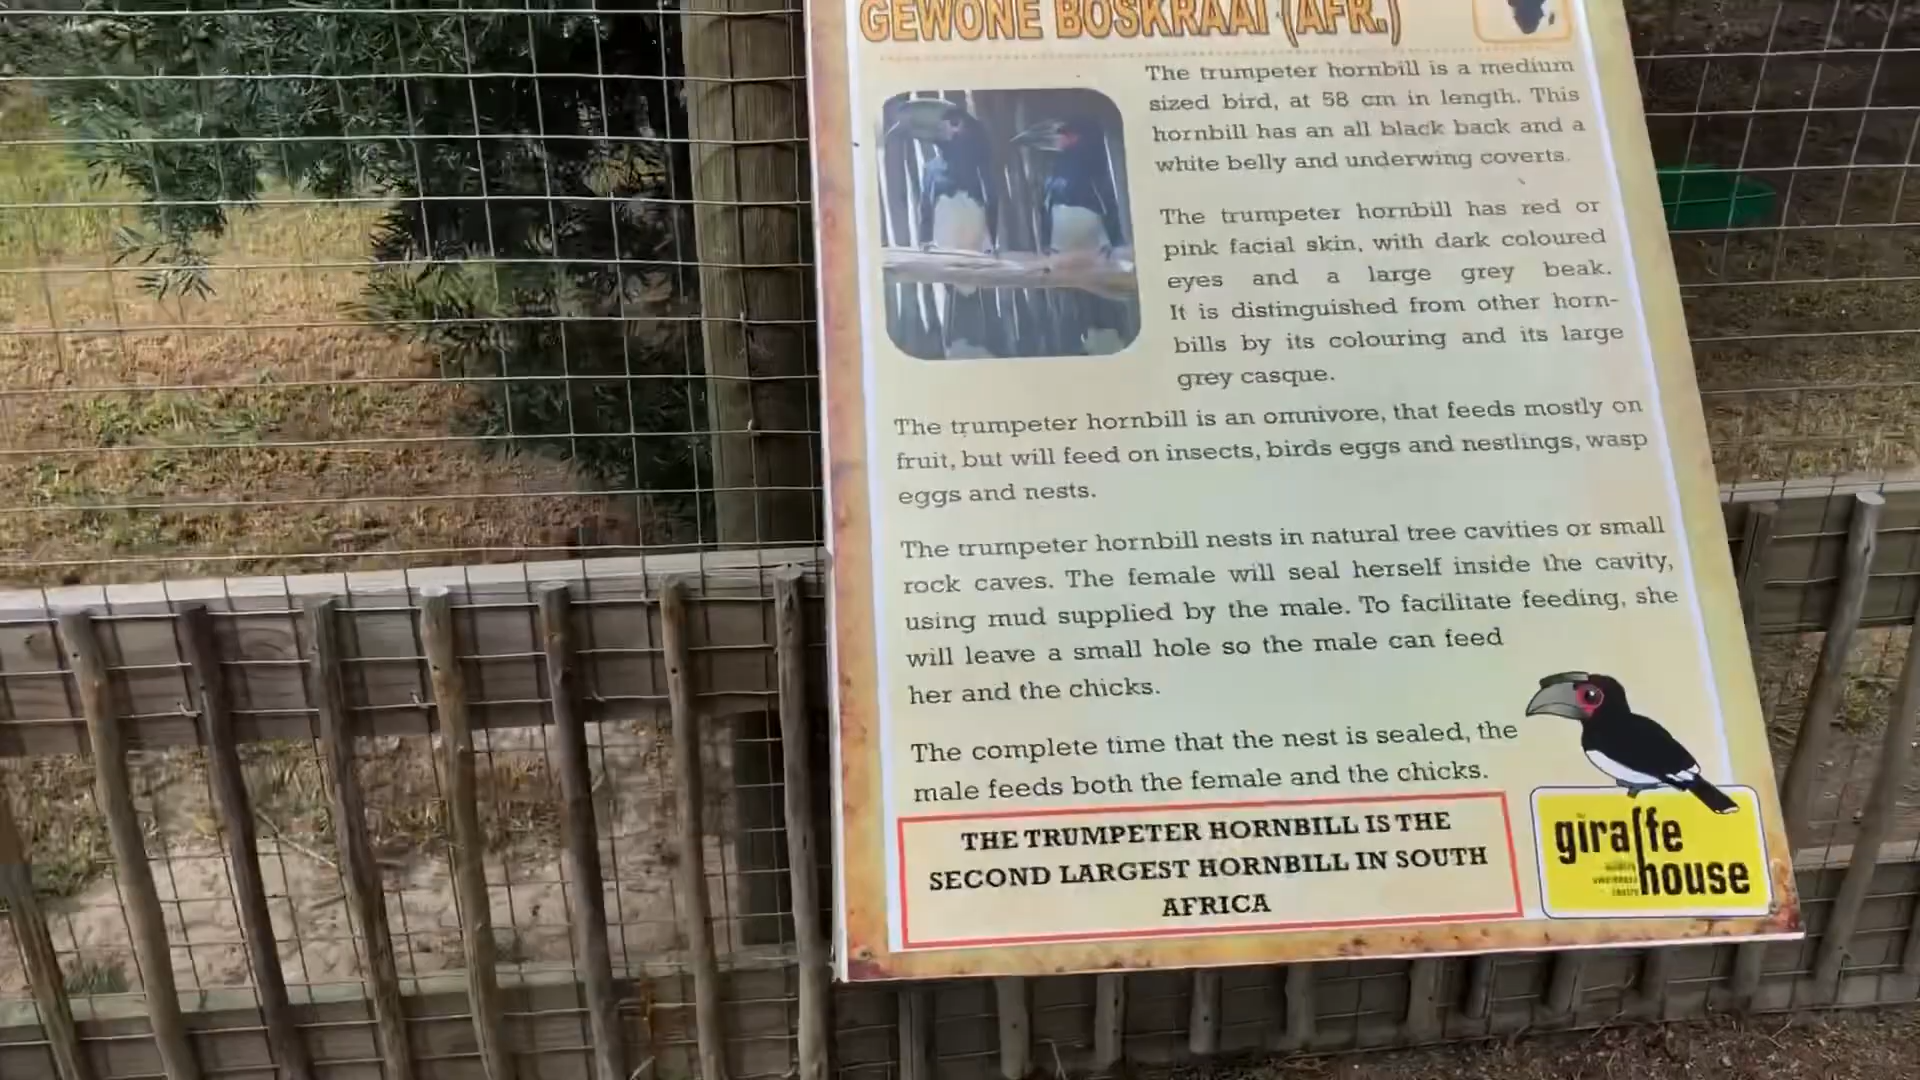 GEWONE BOSKRAAI (AFR.)
The trumpeter hornbill is a medium
sized bird, at 58 cm in length. This
hornbill has an all black back and a
white belly and underwing coverts.
The trumpeter hornbill has red or
pink facial skin, with dark coloured
eyes and a large grey beak.
It is distinguished from other horn-
bills by its colouring and its large
grey casque.
The trumpeter hornbill is an omnivore, that feeds mostly on
fruit, but will feed on insects, birds eggs and nestlings, wasp
eggs and nests.
The trumpeter hornbill nests in natural tree cavities or small
rock caves. The female will seal herself inside the cavity,
using mud supplied by the male. To facilitate feeding, she
will leave a small hole so the male can feed
her and the chicks.
The complete time that the nest is sealed, the
male feeds both the female and the chicks.
THE TRUMPETER HORNBILL IS THE
SECOND LARGEST HORNBILL IN SOUTH
AFRICA
giraffe
house